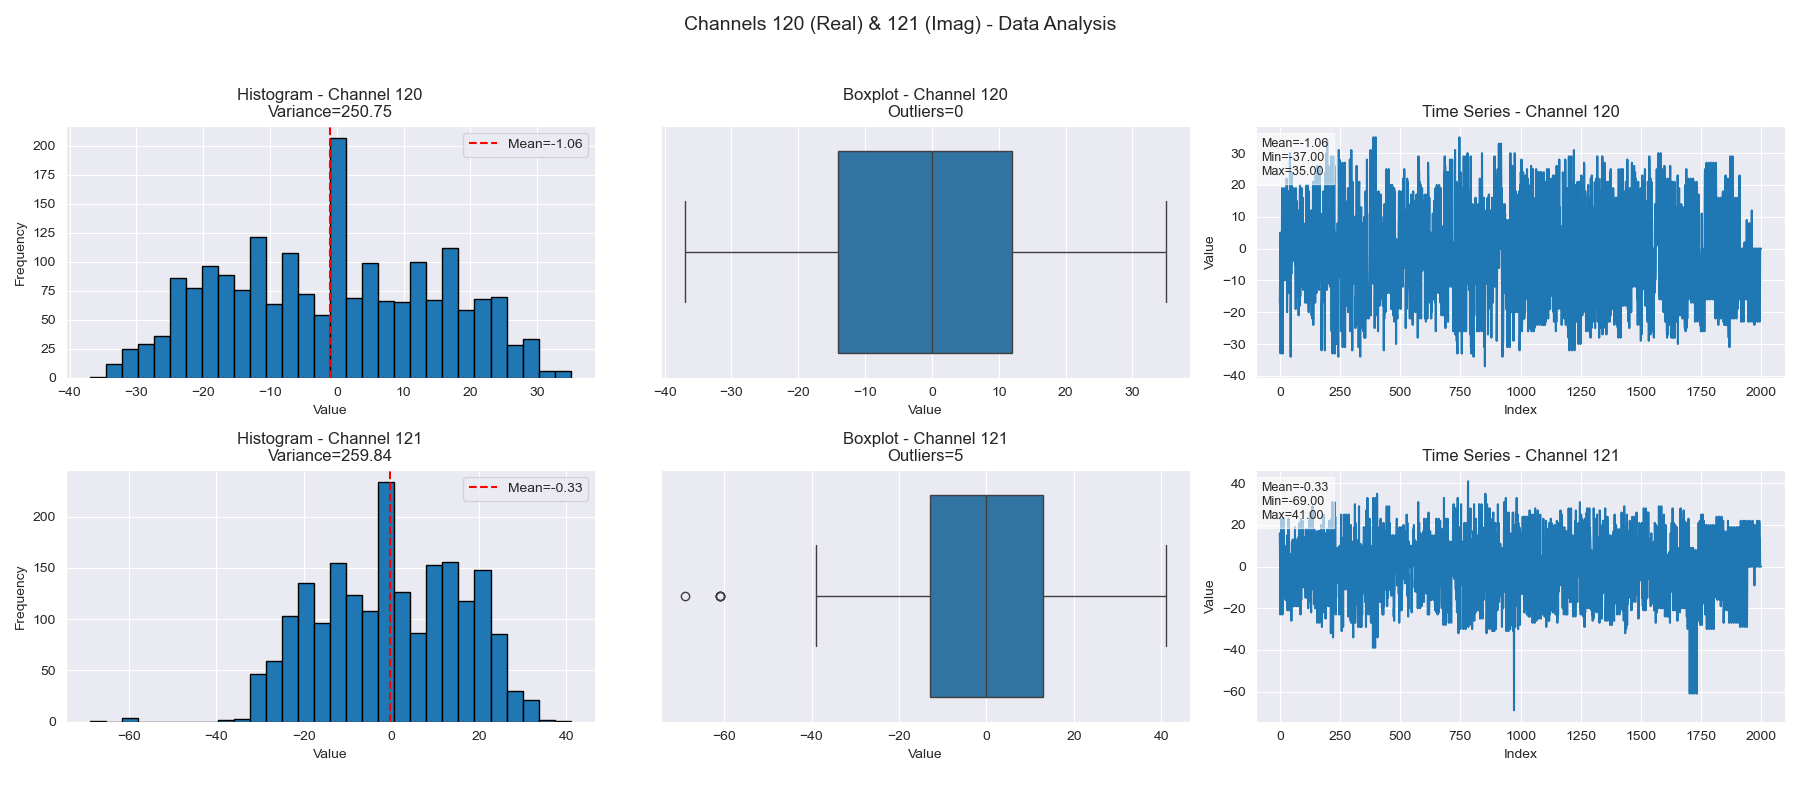 Channels 120 (Real) & 121 (Imag) - Data Analysis
Histogram - Channel 120
Variance=250.75
Frequency
200
175
150
125
100
75
50
25
0
Mean=-1.06
−40 −30 −20 −10 0 10 20 30
Value
Boxplot - Channel 120
Outliers=0
−40 −30 −20 −10 0 10 20 30
Value
Time Series - Channel 120
Value
30
20
10
0
−10
−20
−30
−40
Mean=-1.06
Min=-37.00
Max=35.00
0 250 500 750 1000 1250 1500 1750 2000
Index
Histogram - Channel 121
Variance=259.84
Frequency
200
150
100
50
0
Mean=-0.33
−60 −40 −20 0 20 40
Value
Boxplot - Channel 121
Outliers=5
−60 −40 −20 0 20 40
Value
Time Series - Channel 121
Value
40
20
0
−20
−40
−60
Mean=-0.33
Min=-69.00
Max=41.00
0 250 500 750 1000 1250 1500 1750 2000
Index